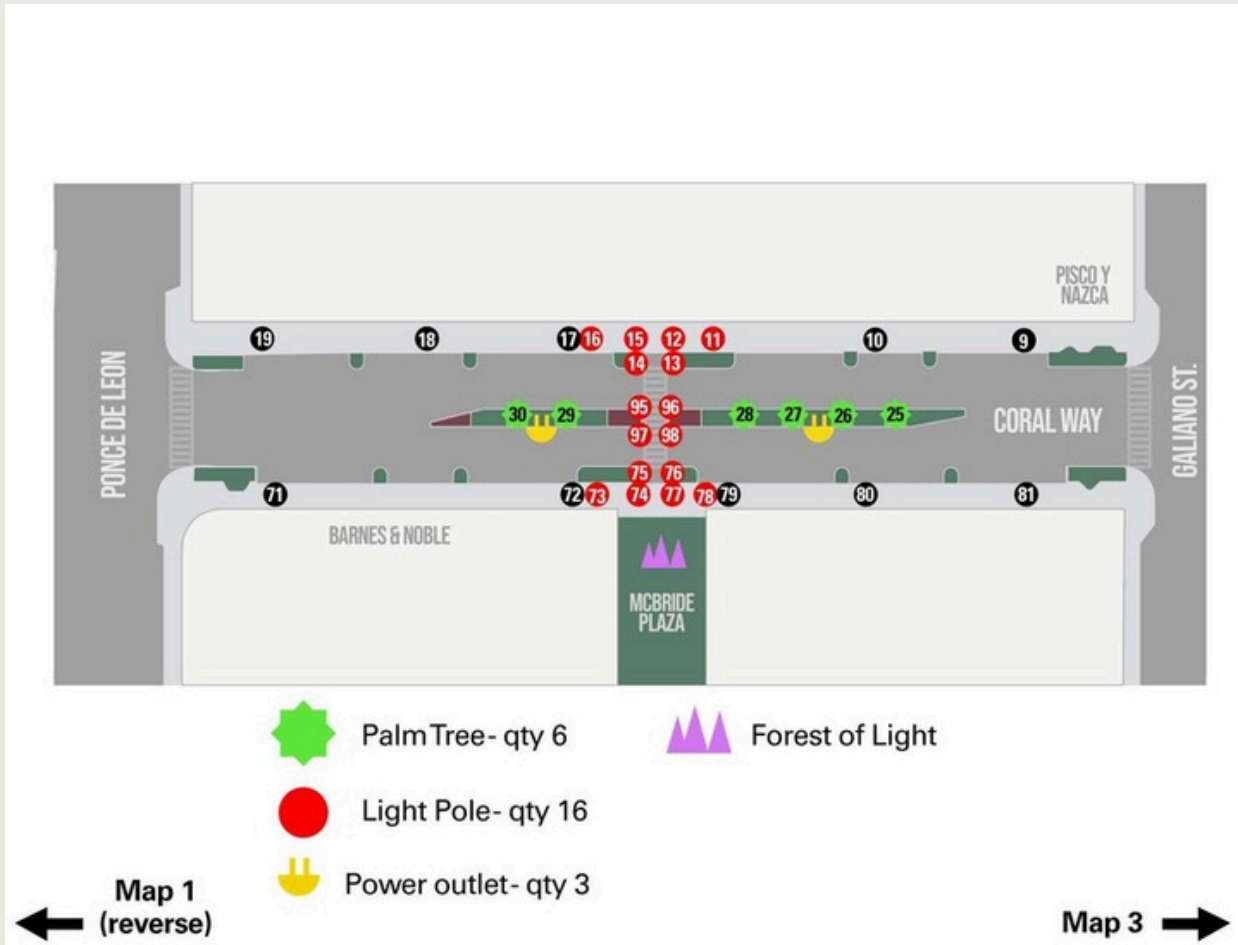 PISCO Y
NAZCA
19 18 17 16 15 12 11 10 9
14 13
PONCE DE LEON
30 29 95 96 28 27 26 25
CORAL WAY
GALIANO ST.
97 98
75 76
71 72 73 74 77 78 79 80 81
BARNES & NOBLE
MCBRIDE
PLAZA
Palm Tree- qty 6
Forest of Light
Light Pole- qty 16
Power outlet- qty 3
Map 1
(reverse)
Map 3